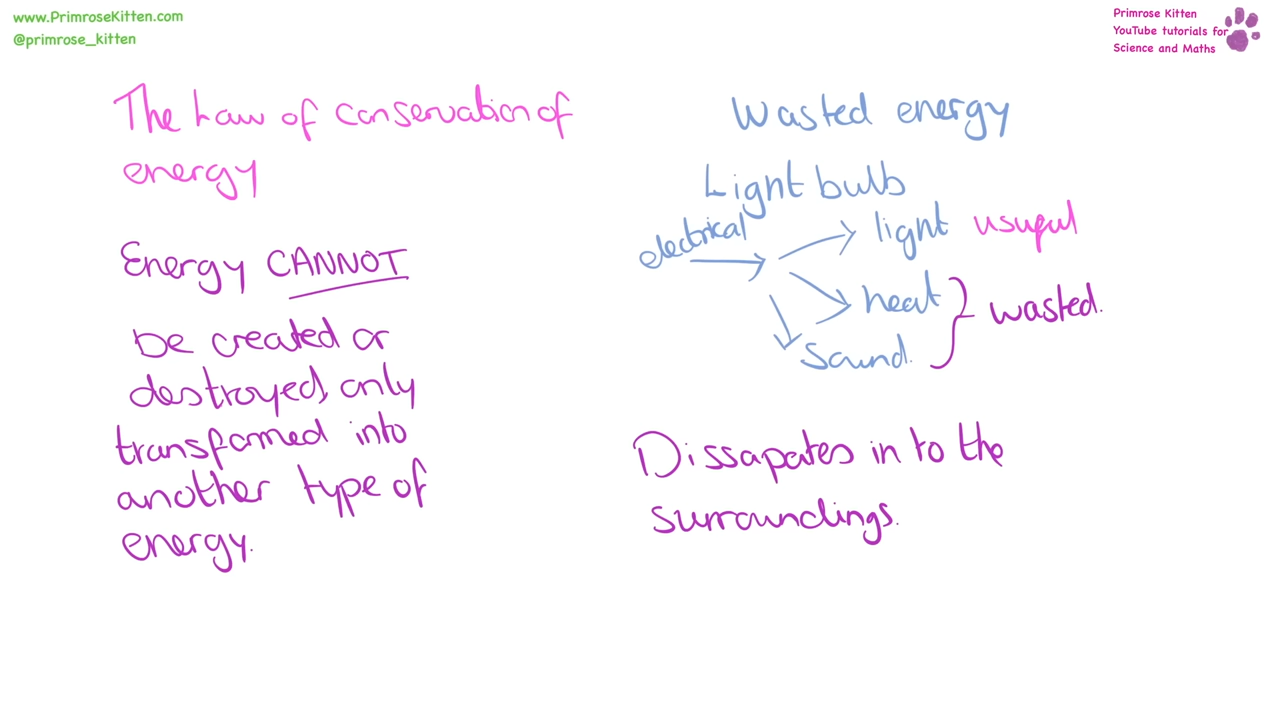 www.PrimroseKitten.com
@primrose_kitten
Primrose Kitten
YouTube tutorials for
Science and Maths
The Law of conservation of
energy
Energy CANNOT
be created or
destroyed, only
transformed into
another type of
energy.
Wasted energy
Light bulb
electrical
light usuful
heat
wasted.
Sound.
Dissapates in to the
surroundings.